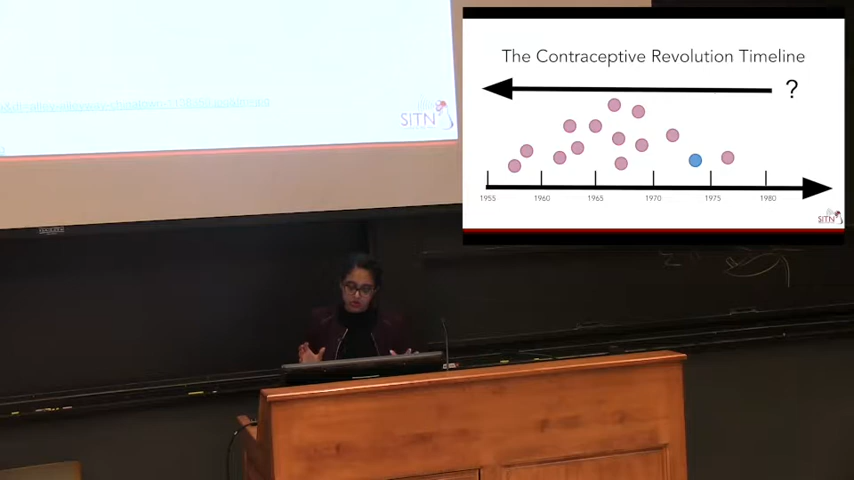 The Contraceptive Revolution Timeline
?
1955 1960 1965 1970 1975 1980
SITN
SITN